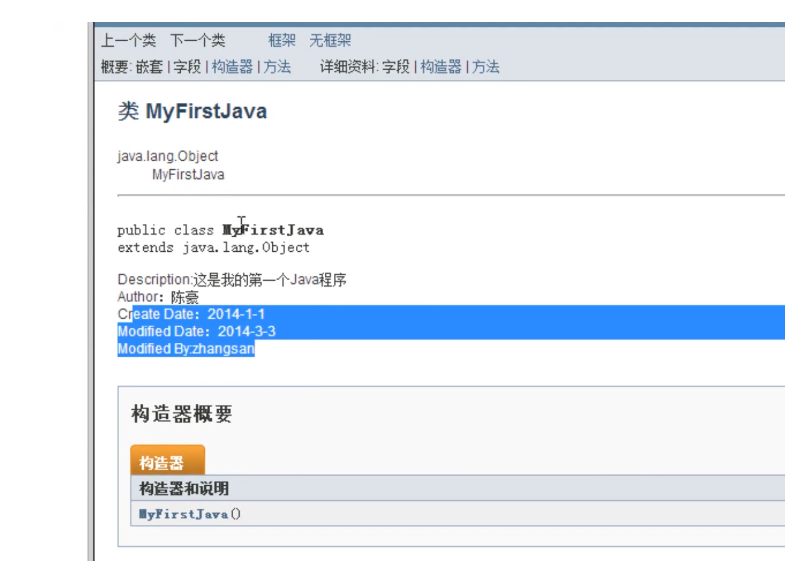 上一个类 下一个类 框架 无框架
概要: 嵌套 | 字段 | 构造器 | 方法 详细资料: 字段 | 构造器 | 方法
类 MyFirstJava
java.lang.Object
MyFirstJava
public class MyFirstJava
extends java.lang.Object
Description:这是我的第一个Java程序
Author：陈豪
Create Date：2014-1-1
Modified Date：2014-3-3
Modified By:zhangsan
构造器概要
构造器
构造器和说明
MyFirstJava()